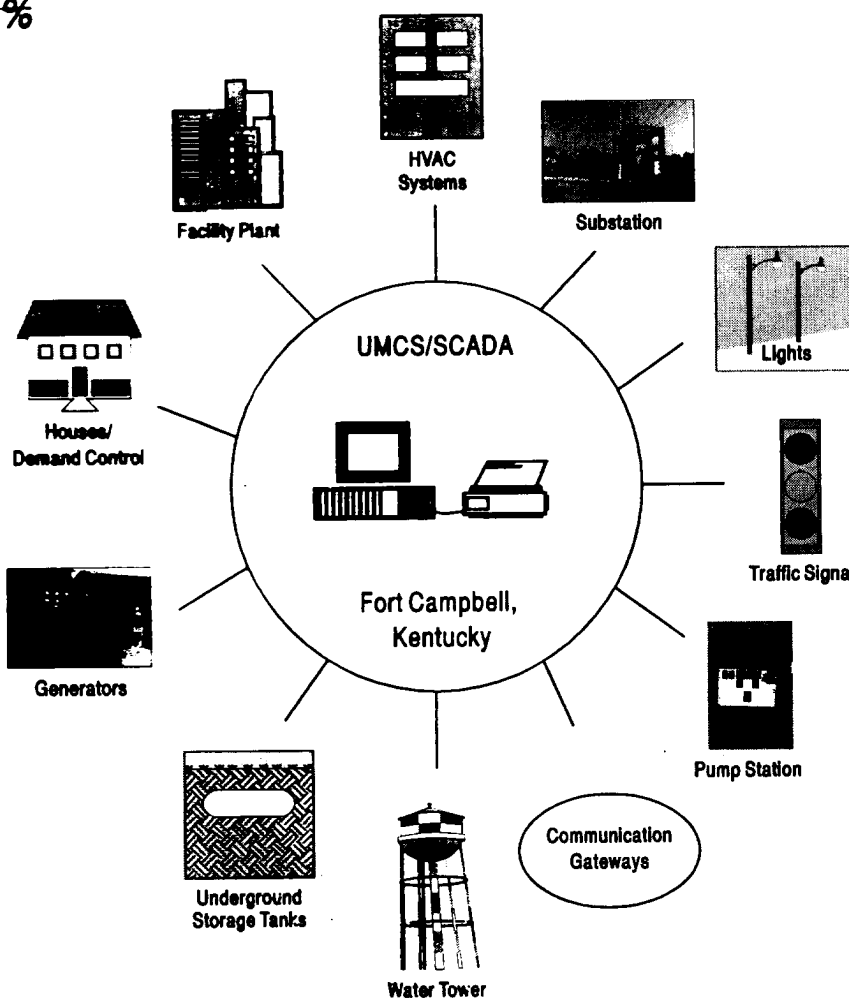 %
HVAC
Systems
Facility Plant
Substation
UMCS/SCADA
Lights
Houses/
Demand Control
Traffic Signa
Fort Campbell,
Kentucky
Generators
Pump Station
Communication
Gateways
Underground
Storage Tanks
Water Tower